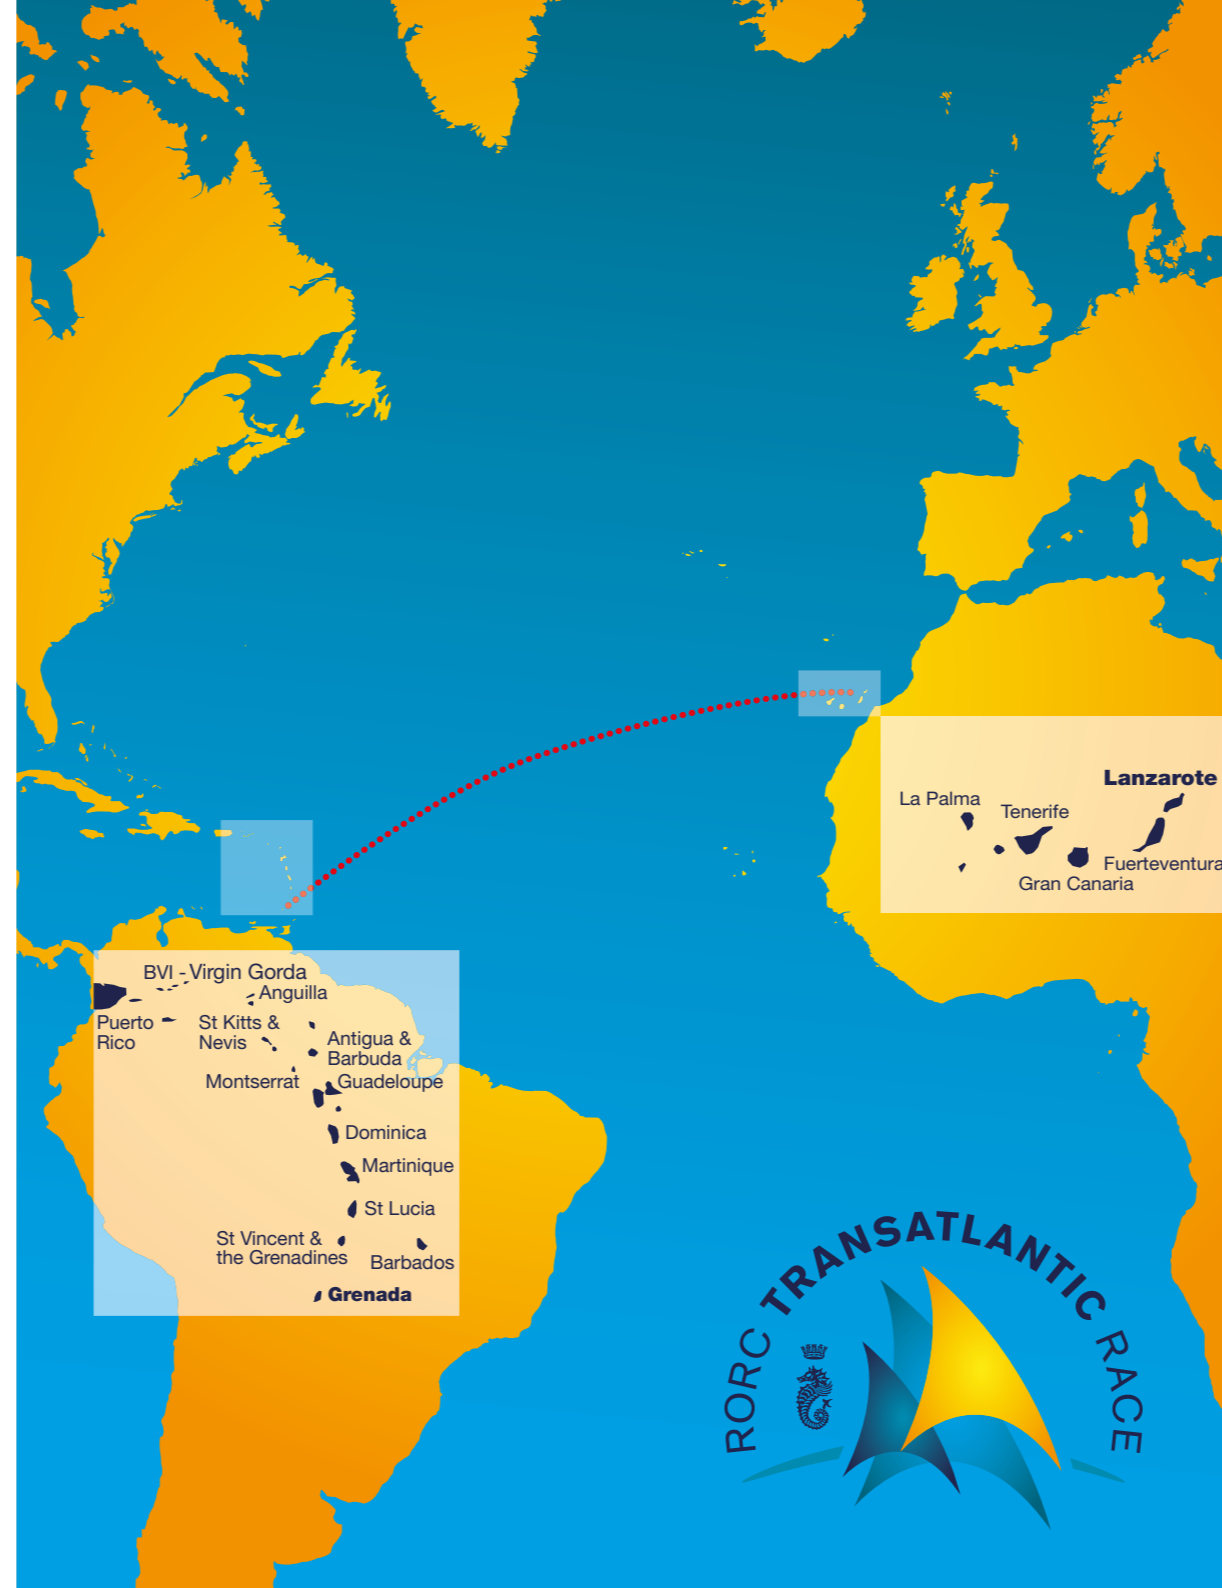 Lanzarote
La Palma
Tenerife
Fuerteventura
Gran Canaria
BVI - Virgin Gorda
Anguilla
Puerto
Rico
St Kitts &
Nevis
Antigua &
Barbuda
Montserrat
Guadeloupe
Dominica
Martinique
St Lucia
St Vincent &
the Grenadines
Barbados
Grenada
RORC TRANSATLANTIC RACE